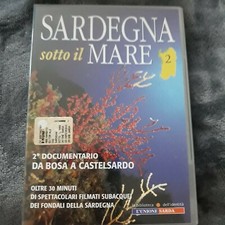 SARDEGNA
sotto il MARE
2
2° DOCUMENTARIO
DA BOSA A CASTELSARDO
OLTRE 30 MINUTI
DI SPETTACOLARI FILMATI SUBACQUEI
DEI FONDALI DELLA SARDEGNA
L'UNIONE SARDA